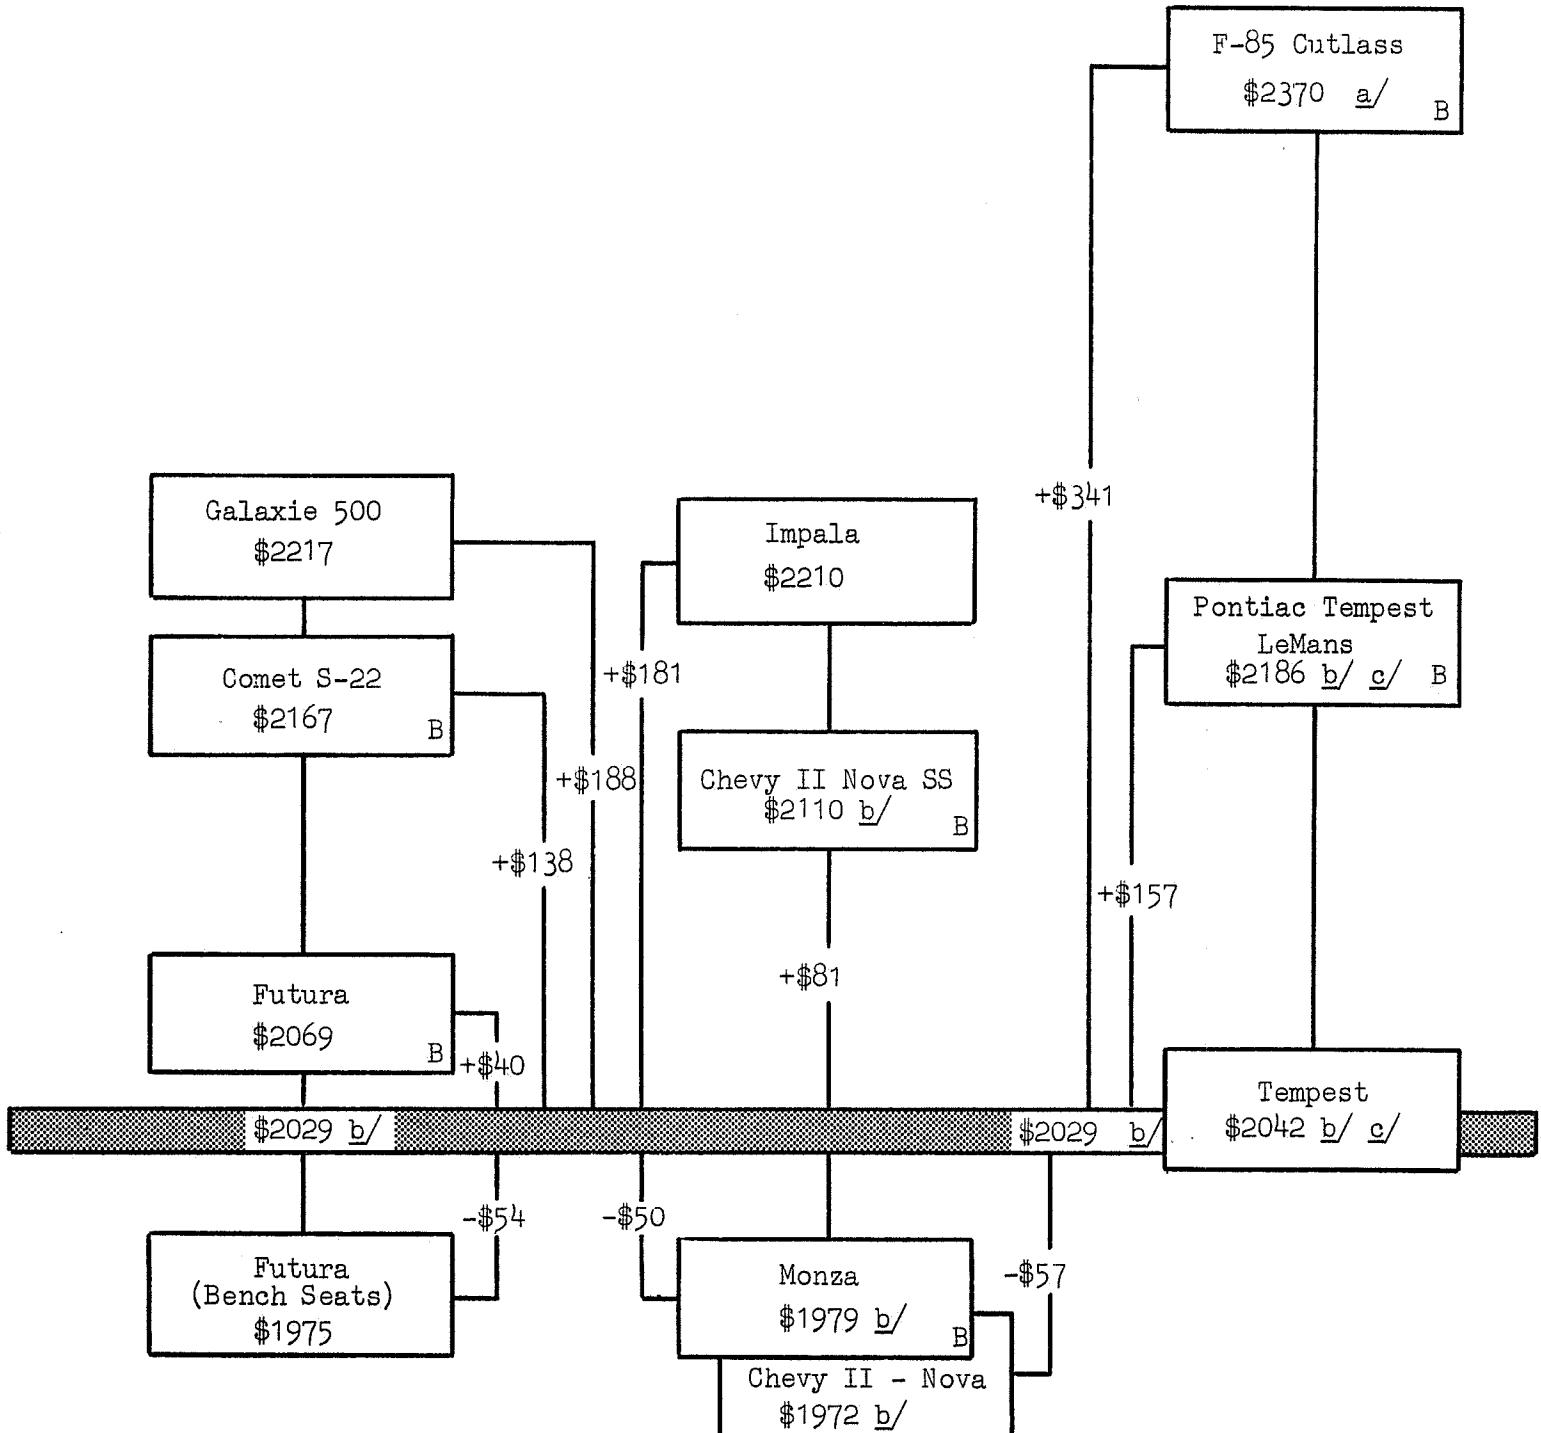 F-85 Cutlass
$2370 a/
B
+$341
Galaxie 500
$2217
Impala
$2210
Pontiac Tempest
LeMans
$2186 b/ c/ B
Comet S-22
$2167
B
+$181
+$188
Chevy II Nova SS
$2110 b/
B
+$138
+$157
+$81
Futura
$2069
B
+$40
Tempest
$2042 b/ c/
$2029 b/
$2029 b/
-$54
-$50
-$57
Futura
(Bench Seats)
$1975
Monza
$1979 b/
B
Chevy II - Nova
$1972 b/